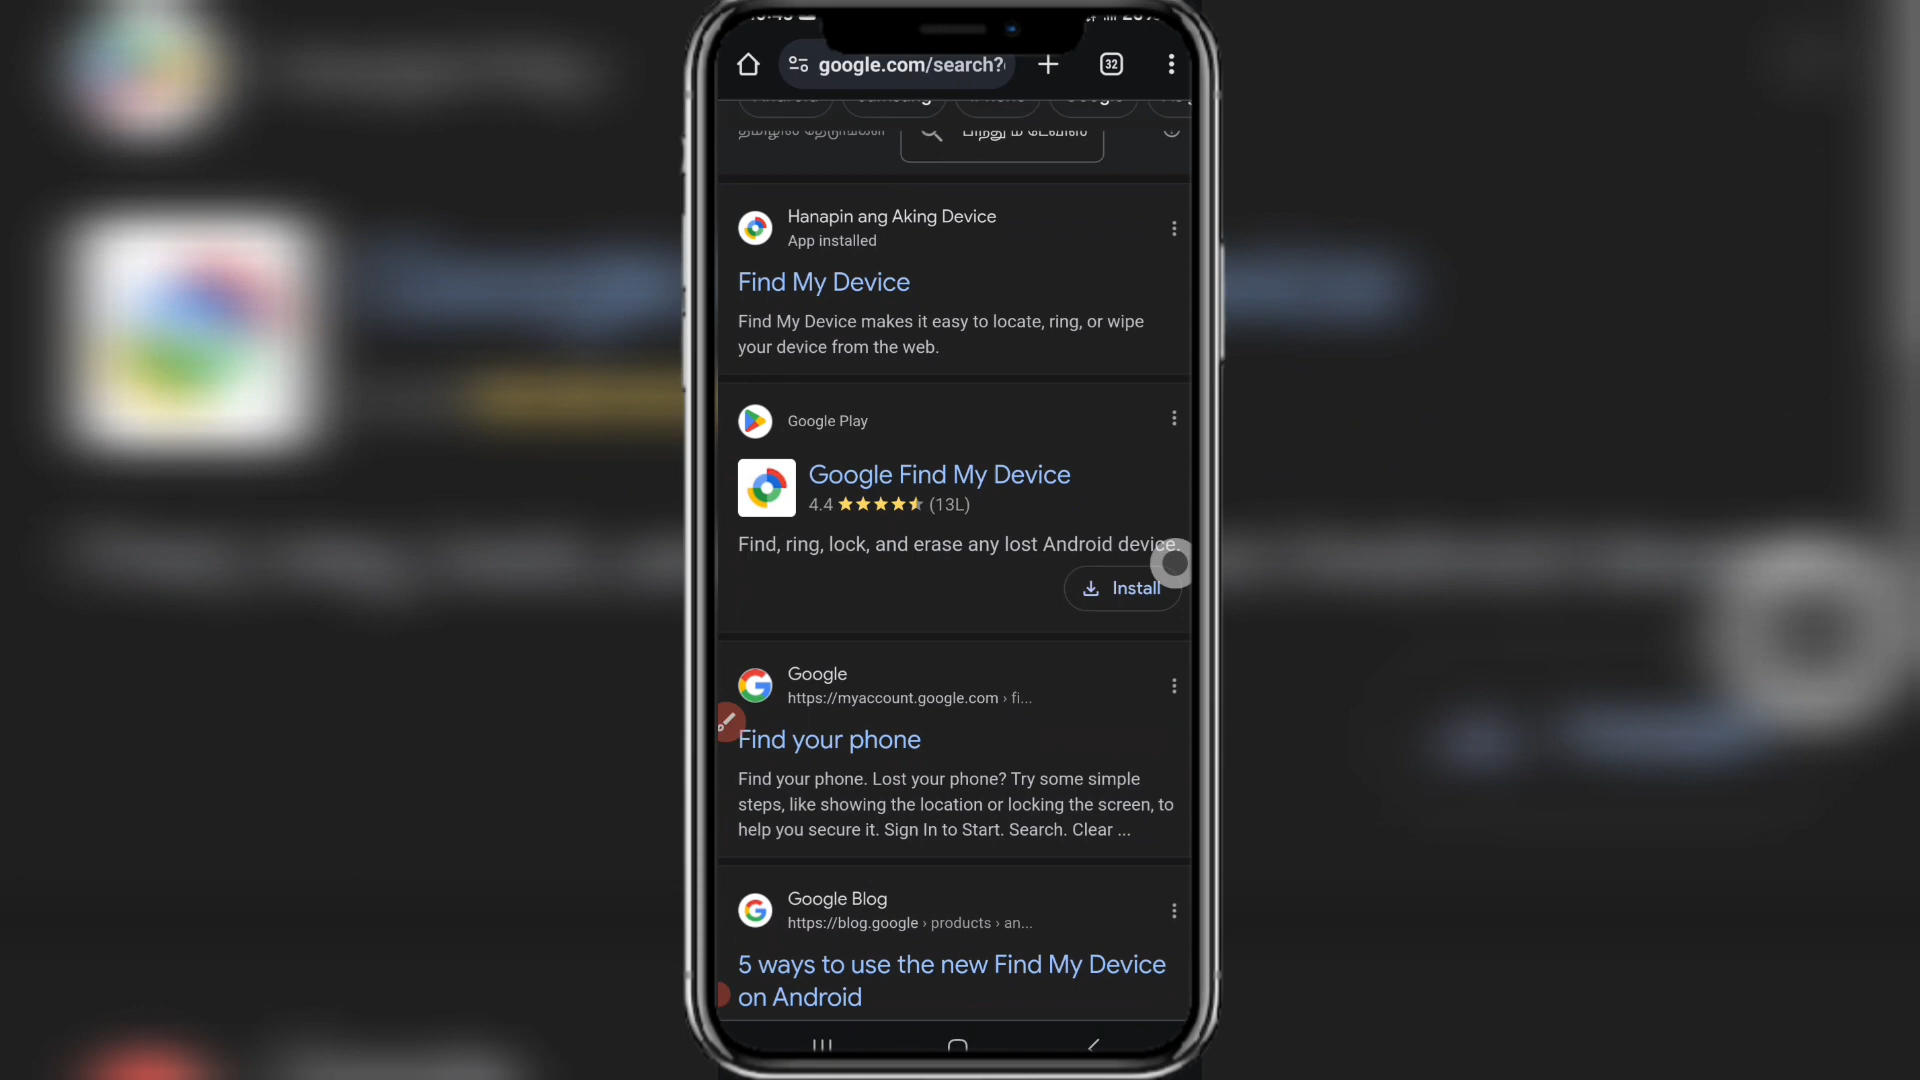 google.com/search?
32
Hanapin ang Aking Device
App installed
Find My Device
Find My Device makes it easy to locate, ring, or wipe
your device from the web.
Google Play
Google Find My Device
4.4 ★★★★★ (13L)
Find, ring, lock, and erase any lost Android device.
Install
Google
https://myaccount.google.com › fi...
Find your phone
Find your phone. Lost your phone? Try some simple
steps, like showing the location or locking the screen, to
help you secure it. Sign In to Start. Search. Clear ...
Google Blog
https://blog.google › products › an...
5 ways to use the new Find My Device
on Android